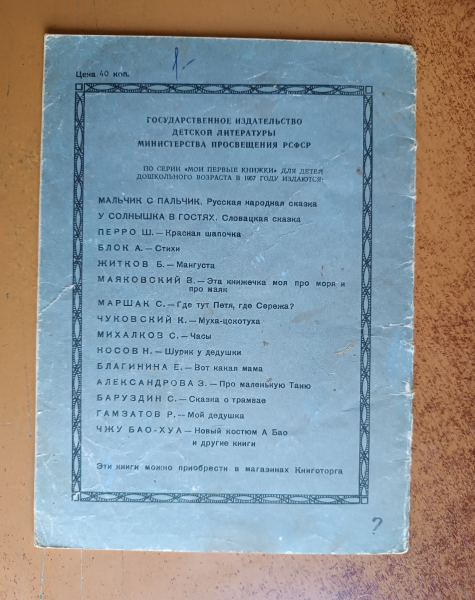 1-
Цена 40 коп.
ГОСУДАРСТВЕННОЕ ИЗДАТЕЛЬСТВО
ДЕТСКОЙ ЛИТЕРАТУРЫ
МИНИСТЕРСТВА ПРОСВЕЩЕНИЯ РСФСР
ПО СЕРИИ «МОИ ПЕРВЫЕ КНИЖКИ» ДЛЯ ДЕТЕЙ
ДОШКОЛЬНОГО ВОЗРАСТА В 1957 ГОДУ ИЗДАЮТСЯ:
МАЛЬЧИК С ПАЛЬЧИК. Русская народная сказка
У СОЛНЫШКА В ГОСТЯХ. Словацкая сказка
ПЕРРО Ш. — Красная шапочка
БЛОК А. — Стихи
ЖИТКОВ Б. — Мангуста
МАЯКОВСКИЙ В. — Эта книжечка моя про моря и
про маяк
МАРШАК С. — Где тут Петя, где Сережа?
ЧУКОВСКИЙ К. — Муха-цокотуха
МИХАЛКОВ С. — Часы
НОСОВ Н. — Шурик у дедушки
БЛАГИНИНА Е. — Вот какая мама
АЛЕКСАНДРОВА З. — Про маленькую Таню
БАРУЗДИН С. — Сказка о трамвае
ГАМЗАТОВ Р. — Мой дедушка
ЧЖУ БАО-ХУА — Новый костюм А Бао
и другие книги
Эти книги можно приобрести в магазинах Книготорга
?